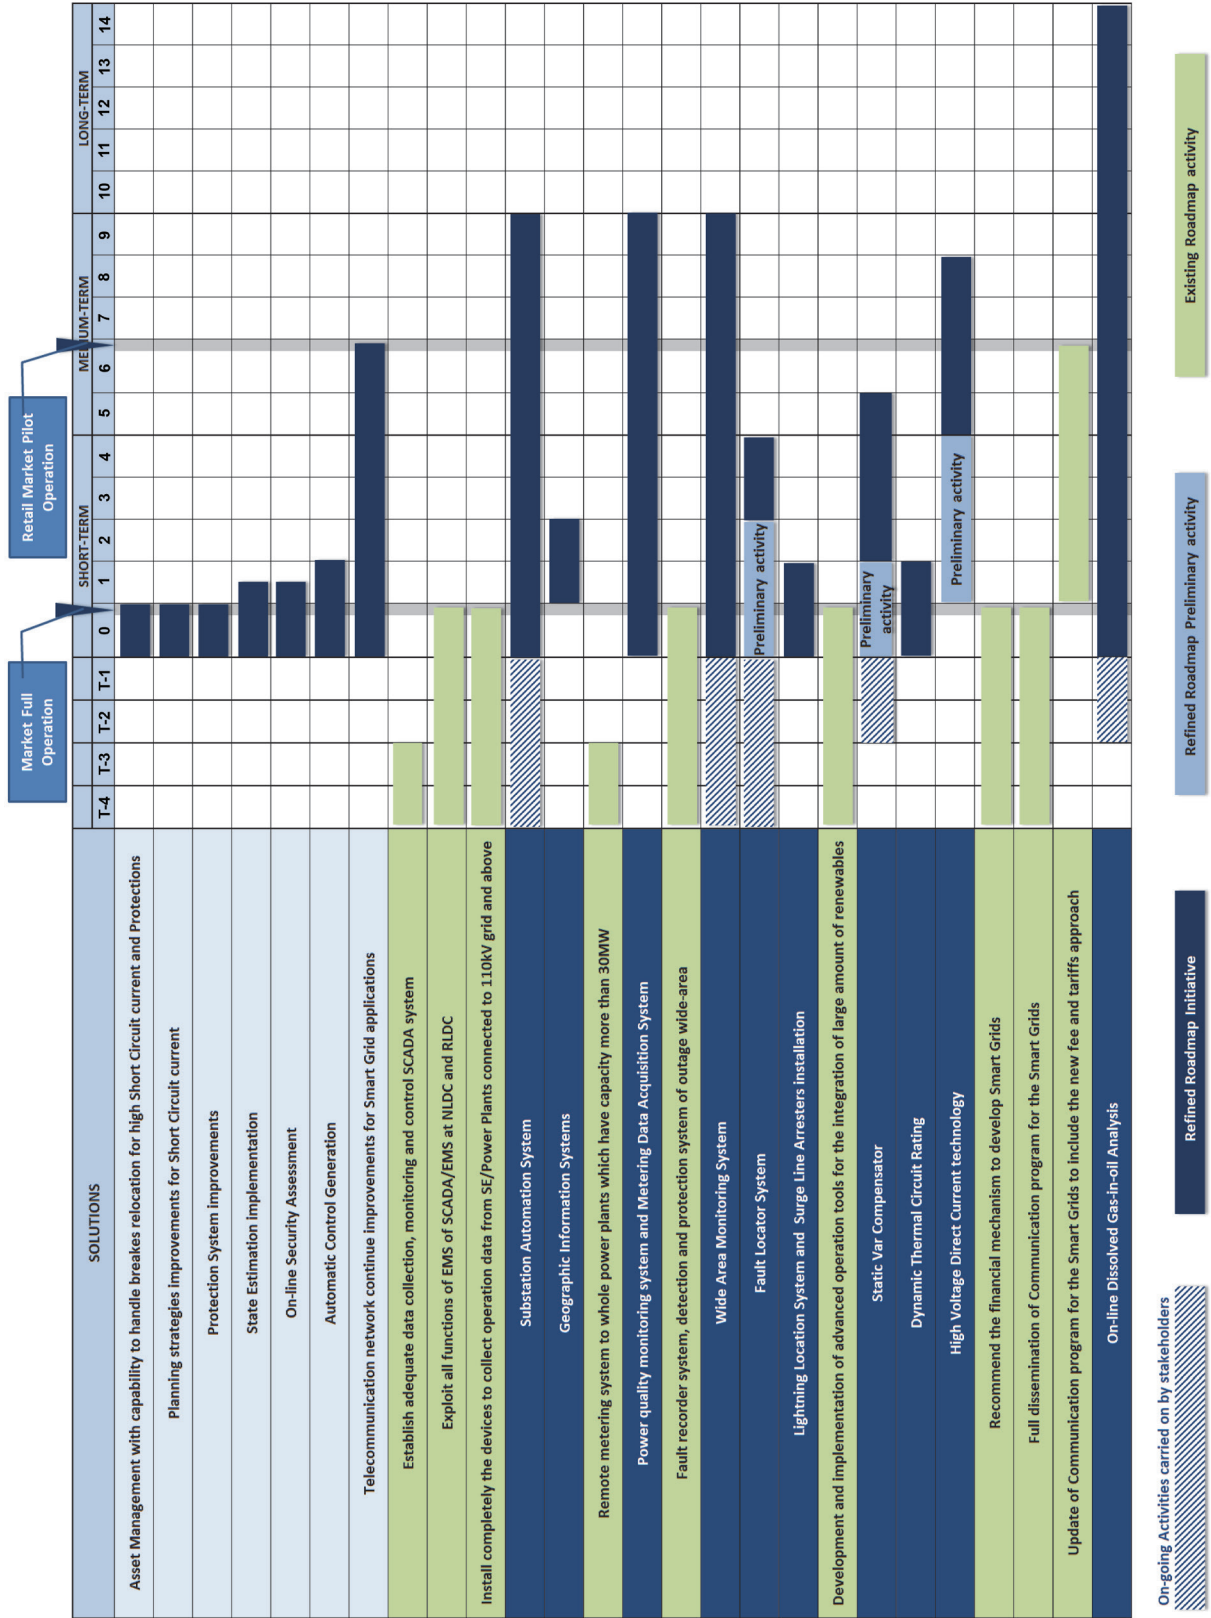 Market Full
Operation
Retail Market Pilot
Operation
SOLUTIONS
SHORT-TERM
MEDIUM-TERM
LONG-TERM
T-4 T-3 T-2 T-1 0 1 2 3 4 5 6 7 8 9 10 11 12 13 14
Asset Management with capability to handle breakes relocation for high Short Circuit current and Protections
Planning strategies improvements for Short Circuit current
Protection System improvements
State Estimation implementation
On-line Security Assessment
Automatic Control Generation
Telecommunication network continue improvements for Smart Grid applications
Establish adequate data collection, monitoring and control SCADA system
Exploit all functions of EMS of SCADA/EMS at NLDC and RLDC
Install completely the devices to collect operation data from SE/Power Plants connected to 110kV grid and above
Substation Automation System
Geographic Information Systems
Remote metering system to whole power plants which have capacity more than 30MW
Power quality monitoring system and Metering Data Acquisition System
Fault recorder system, detection and protection system of outage wide-area
Wide Area Monitoring System
Fault Locator System
Preliminary activity
Lightning Location System and Surge Line Arresters installation
Development and implementation of advanced operation tools for the integration of large amount of renewables
Static Var Compensator
Preliminary
activity
Dynamic Thermal Circuit Rating
High Voltage Direct Current technology
Preliminary activity
Recommend the financial mechanism to develop Smart Grids
Full dissemination of Communication program for the Smart Grids
Update of Communication program for the Smart Grids to include the new fee and tariffs approach
On-line Dissolved Gas-in-oil Analysis
On-going Activities carried on by stakeholders
Refined Roadmap Initiative
Refined Roadmap Preliminary activity
Existing Roadmap activity